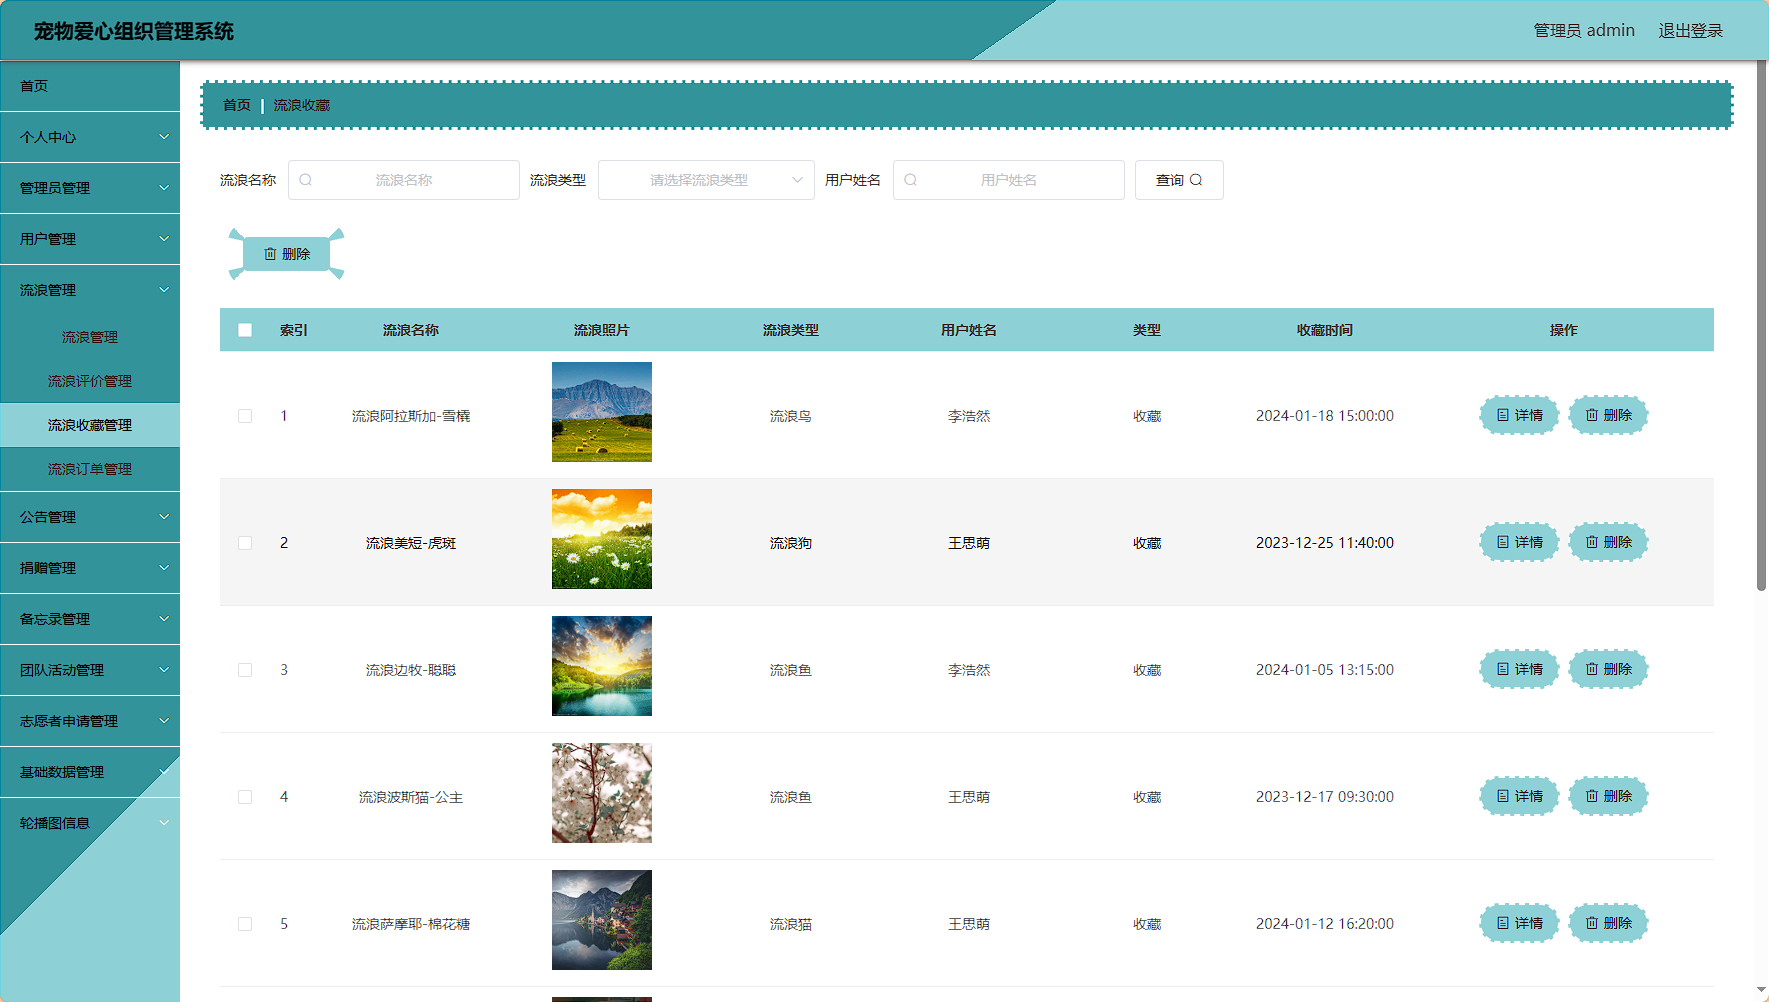 宠物爱心组织管理系统
管理员 admin 退出登录
首页
个人中心
管理员管理
用户管理
流浪管理
流浪管理
流浪评价管理
流浪收藏管理
流浪订单管理
公告管理
捐赠管理
备忘录管理
团队活动管理
志愿者申请管理
基础数据管理
轮播图信息
首页 流浪收藏
流浪名称 流浪名称 流浪类型 请选择流浪类型 用户姓名 用户姓名 查询
删除
索引 流浪名称 流浪照片 流浪类型 用户姓名 类型 收藏时间 操作
1 流浪阿拉斯加-雪橇 流浪鸟 李浩然 收藏 2024-01-18 15:00:00 详情 删除
2 流浪美短-虎斑 流浪狗 王思萌 收藏 2023-12-25 11:40:00 详情 删除
3 流浪边牧-聪聪 流浪鱼 李浩然 收藏 2024-01-05 13:15:00 详情 删除
4 流浪波斯猫-公主 流浪鱼 王思萌 收藏 2023-12-17 09:30:00 详情 删除
5 流浪萨摩耶-棉花糖 流浪猫 王思萌 收藏 2024-01-12 16:20:00 详情 删除